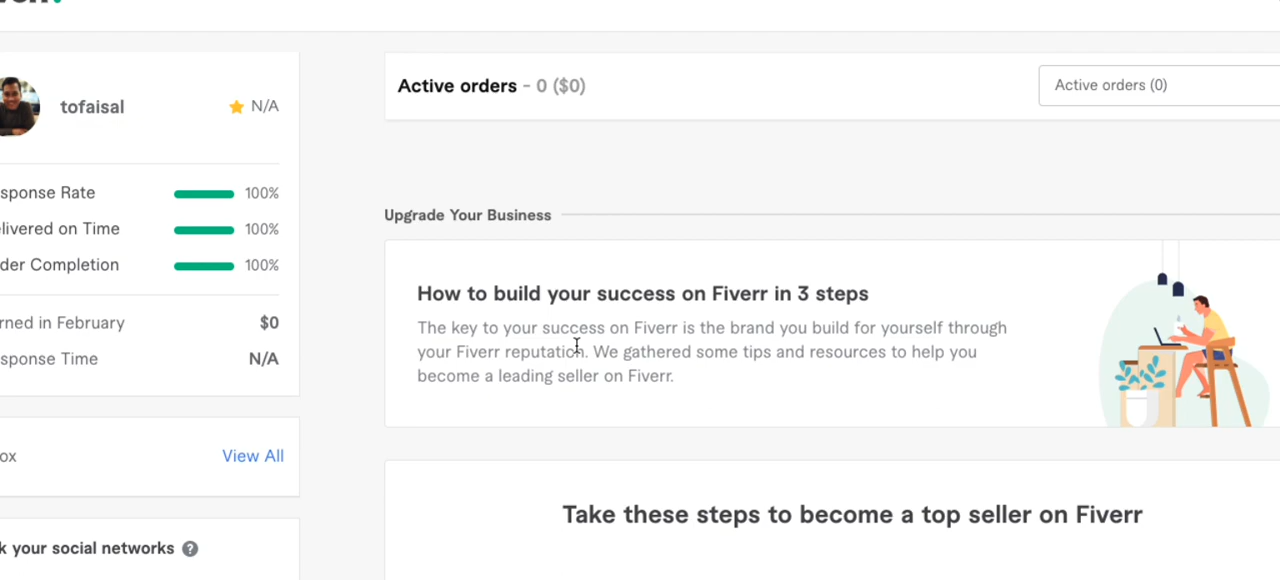 tofaisal
N/A
sponse Rate 100%
livered on Time 100%
der Completion 100%
rned in February $0
sponse Time N/A
ox View All
k your social networks ?
Active orders - 0 ($0)
Active orders (0)
Upgrade Your Business
How to build your success on Fiverr in 3 steps
The key to your success on Fiverr is the brand you build for yourself through
your Fiverr reputation. We gathered some tips and resources to help you
become a leading seller on Fiverr.
Take these steps to become a top seller on Fiverr